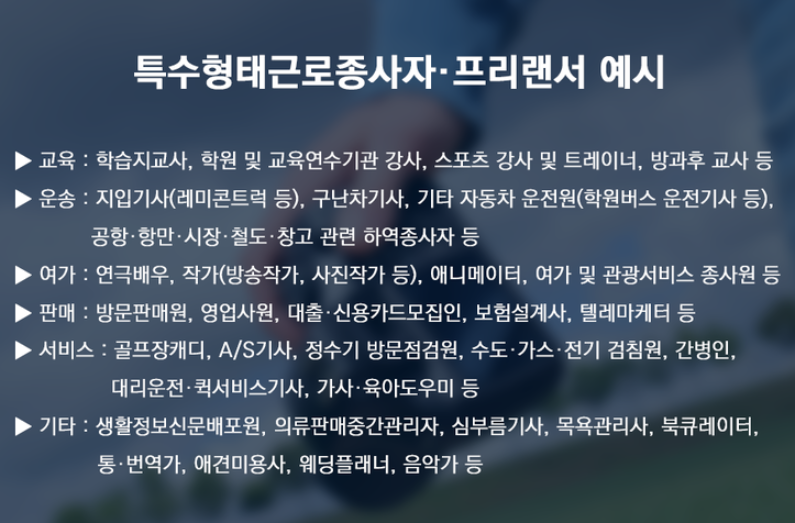 특수형태근로종사자·프리랜서 예시
▶ 교육 : 학습지교사, 학원 및 교육연수기관 강사, 스포츠 강사 및 트레이너, 방과후 교사 등
▶ 운송 : 지입기사(레미콘트럭 등), 구난차기사, 기타 자동차 운전원(학원버스 운전기사 등),
공항·항만·시장·철도·창고 관련 하역종사자 등
▶ 여가 : 연극배우, 작가(방송작가, 사진작가 등), 애니메이터, 여가 및 관광서비스 종사원 등
▶ 판매 : 방문판매원, 영업사원, 대출·신용카드모집인, 보험설계사, 텔레마케터 등
▶ 서비스 : 골프장캐디, A/S기사, 정수기 방문점검원, 수도·가스·전기 검침원, 간병인,
대리운전·퀵서비스기사, 가사·육아도우미 등
▶ 기타 : 생활정보신문배포원, 의류판매중간관리자, 심부름기사, 목욕관리사, 북큐레이터,
통·번역가, 애견미용사, 웨딩플래너, 음악가 등